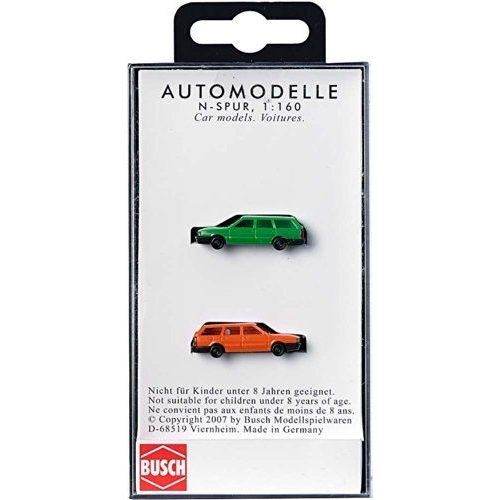 AUTOMODELLE
N-SPUR, 1:160
Car models. Voitures.
Nicht für Kinder unter 8 Jahren geeignet.
Not suitable for children under 8 years of age.
Ne convient pas aux enfants de moins de 8 ans.
© Copyright 2007 by Busch Modellspielwaren
D-68519 Viernheim. Made in Germany
BUSCH